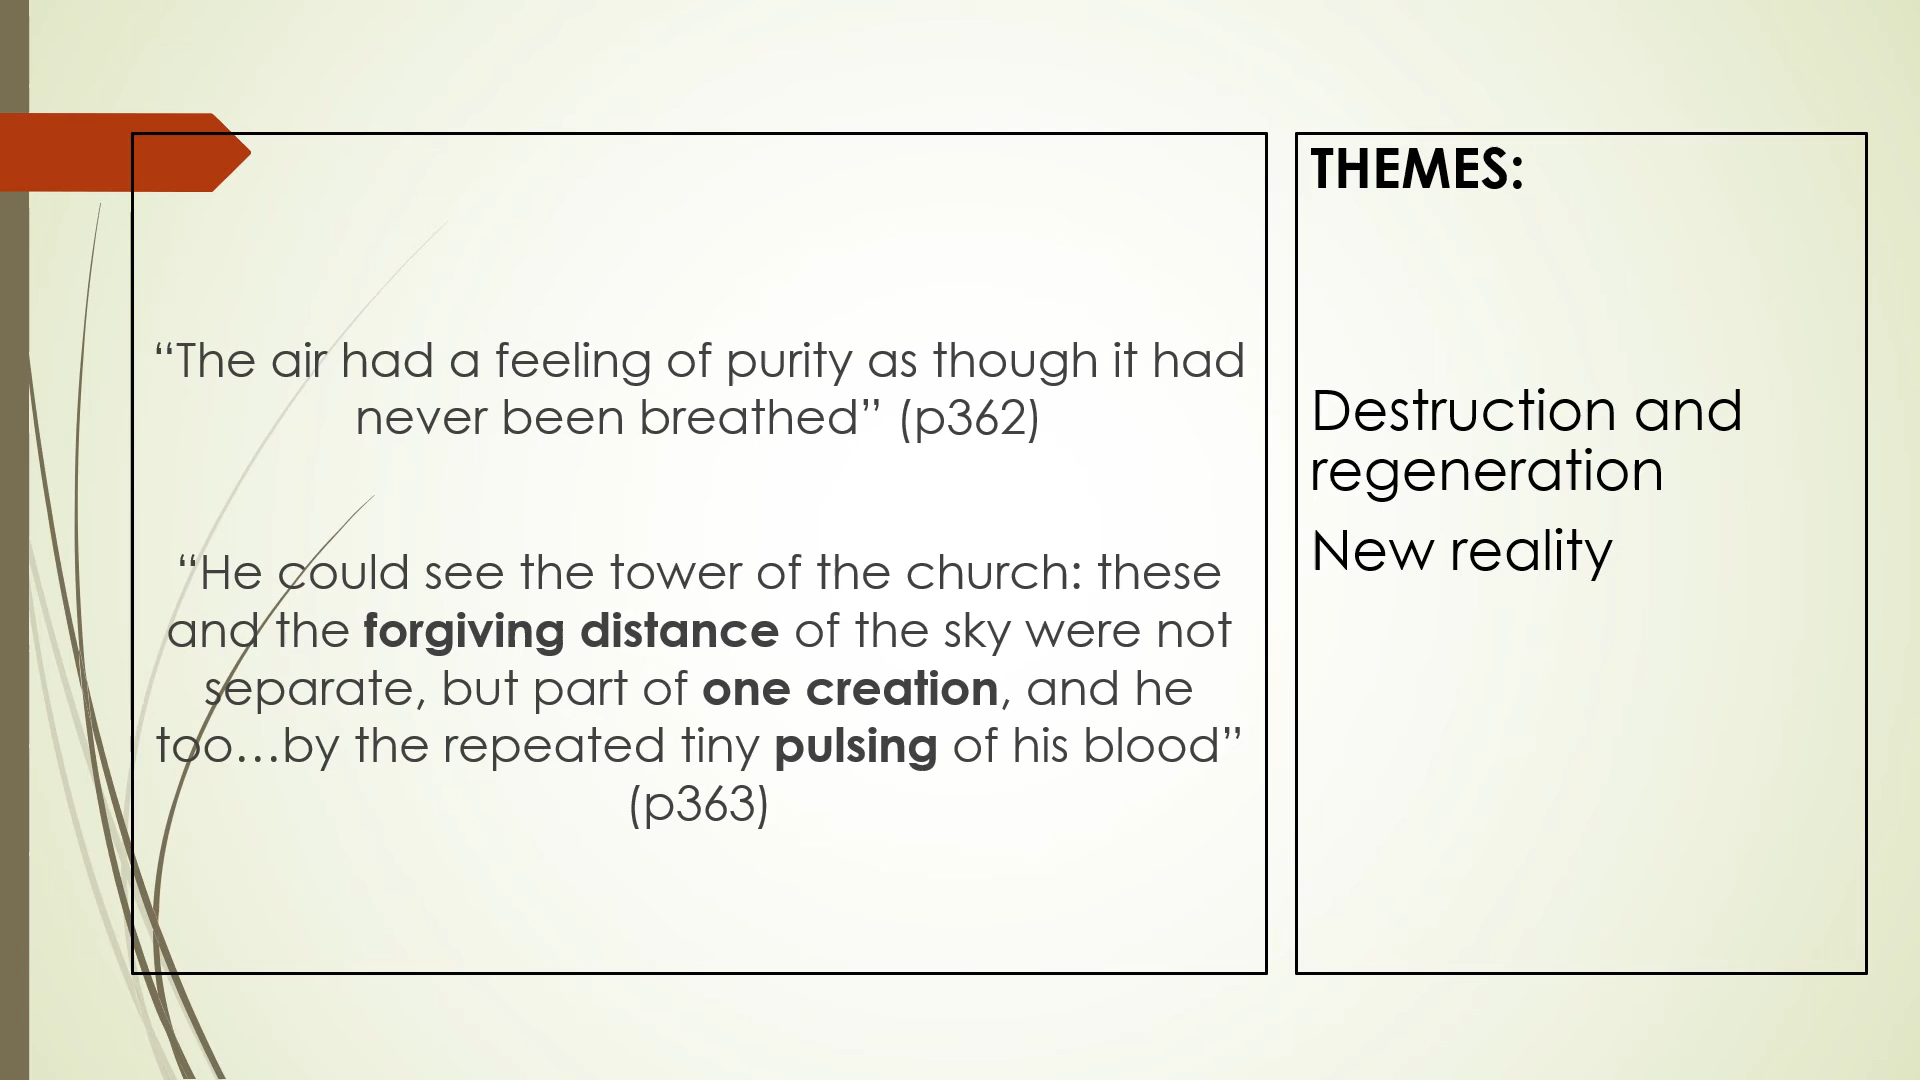 “The air had a feeling of purity as though it had
never been breathed” (p362)
“He could see the tower of the church: these
and the forgiving distance of the sky were not
separate, but part of one creation, and he
too…by the repeated tiny pulsing of his blood”
(p363)
THEMES:
Destruction and
regeneration
New reality